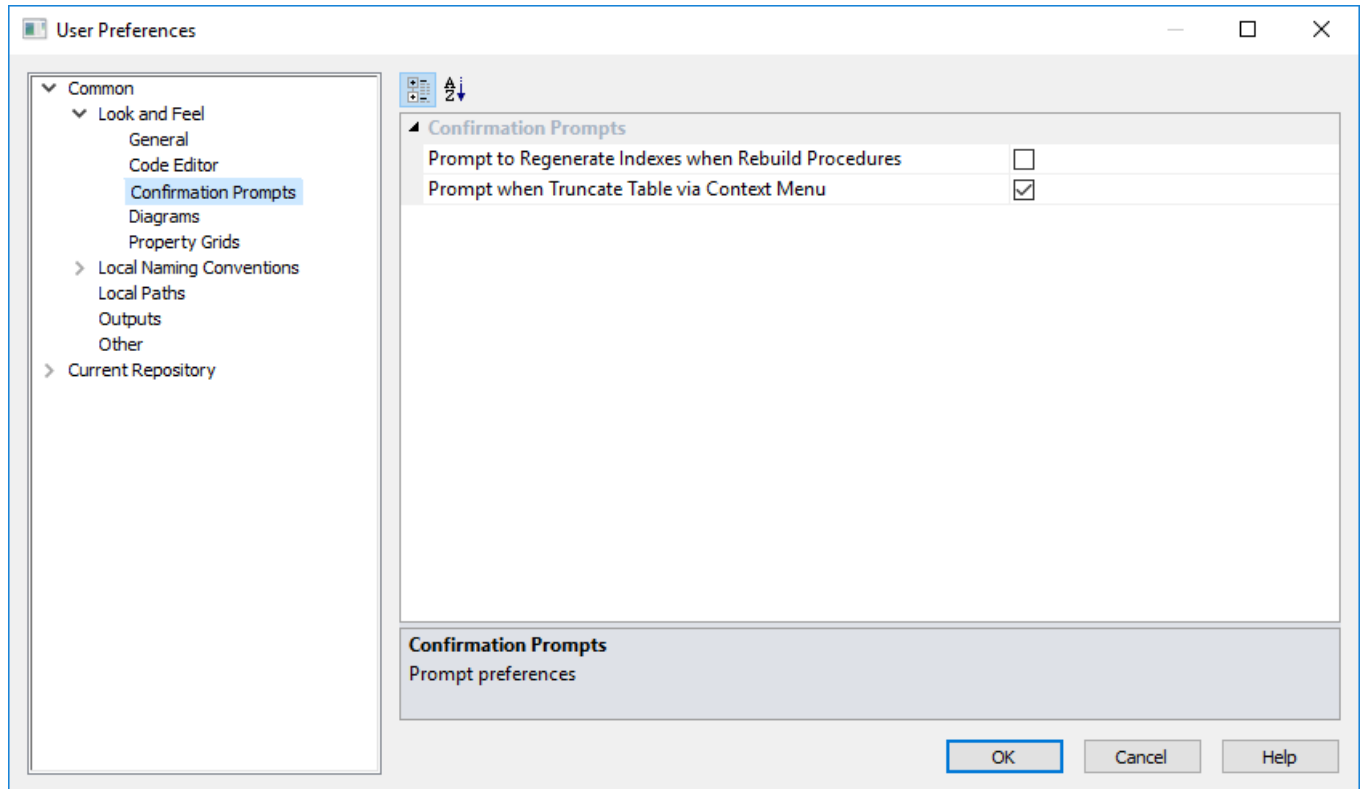 User Preferences
Common
Look and Feel
General
Code Editor
Confirmation Prompts
Diagrams
Property Grids
Local Naming Conventions
Local Paths
Outputs
Other
Current Repository
Confirmation Prompts
Prompt to Regenerate Indexes when Rebuild Procedures
Prompt when Truncate Table via Context Menu
Confirmation Prompts
Prompt preferences
OK Cancel Help